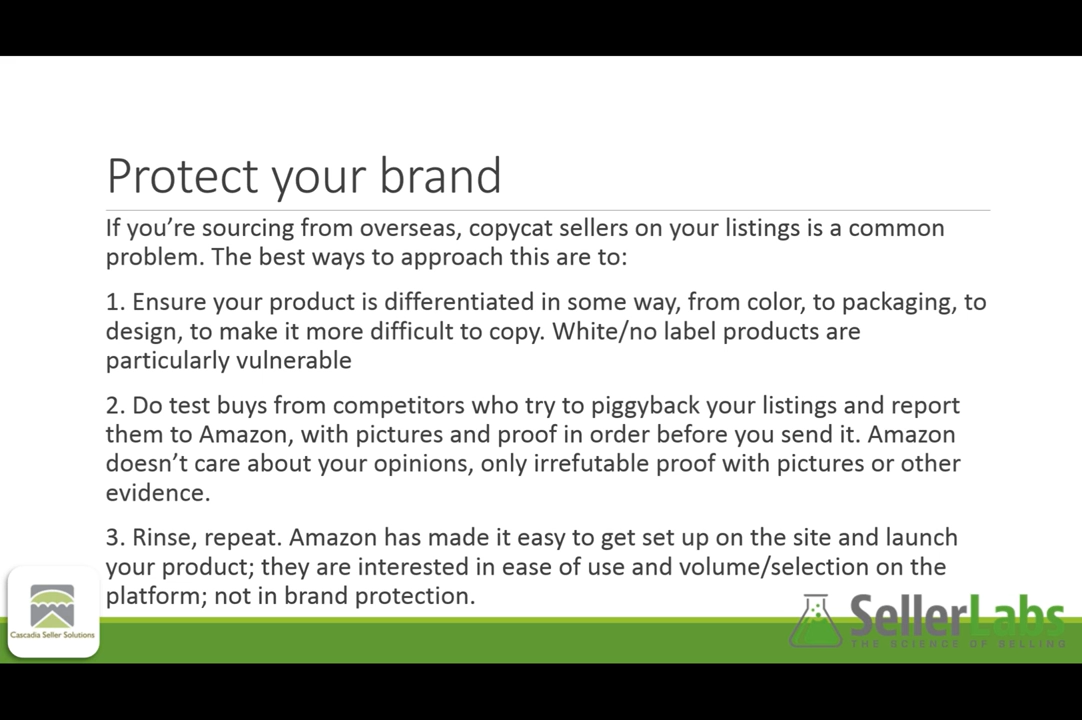 Protect your brand
If you’re sourcing from overseas, copycat sellers on your listings is a common
problem. The best ways to approach this are to:
1. Ensure your product is differentiated in some way, from color, to packaging, to
design, to make it more difficult to copy. White/no label products are
particularly vulnerable
2. Do test buys from competitors who try to piggyback your listings and report
them to Amazon, with pictures and proof in order before you send it. Amazon
doesn’t care about your opinions, only irrefutable proof with pictures or other
evidence.
3. Rinse, repeat. Amazon has made it easy to get set up on the site and launch
your product; they are interested in ease of use and volume/selection on the
platform; not in brand protection.
Cascadia Seller Solutions
SellerLabs
THE SCIENCE OF SELLING